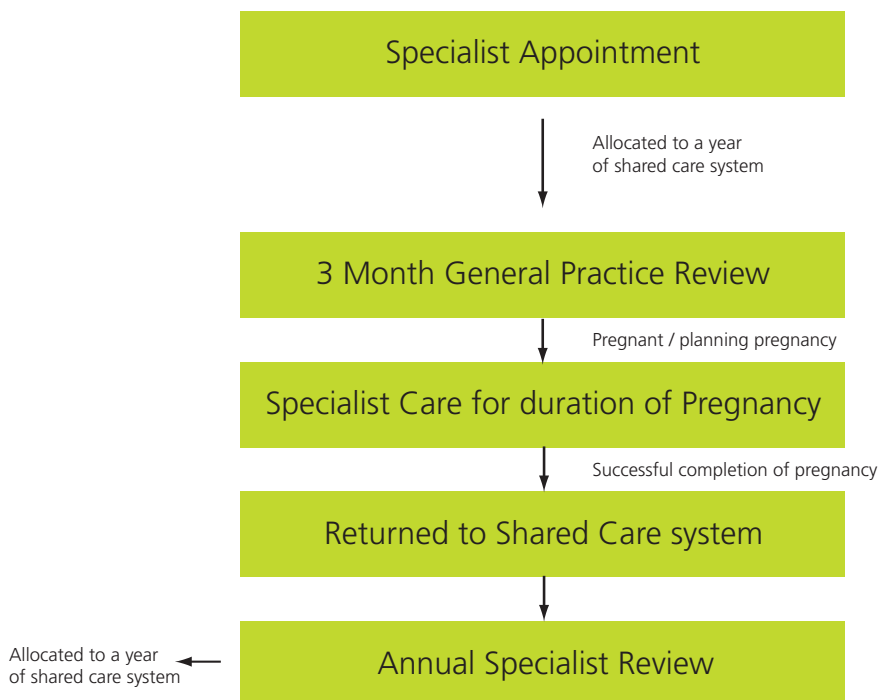 Specialist Appointment
Allocated to a year
of shared care system
3 Month General Practice Review
Pregnant / planning pregnancy
Specialist Care for duration of Pregnancy
Successful completion of pregnancy
Returned to Shared Care system
Annual Specialist Review
Allocated to a year
of shared care system